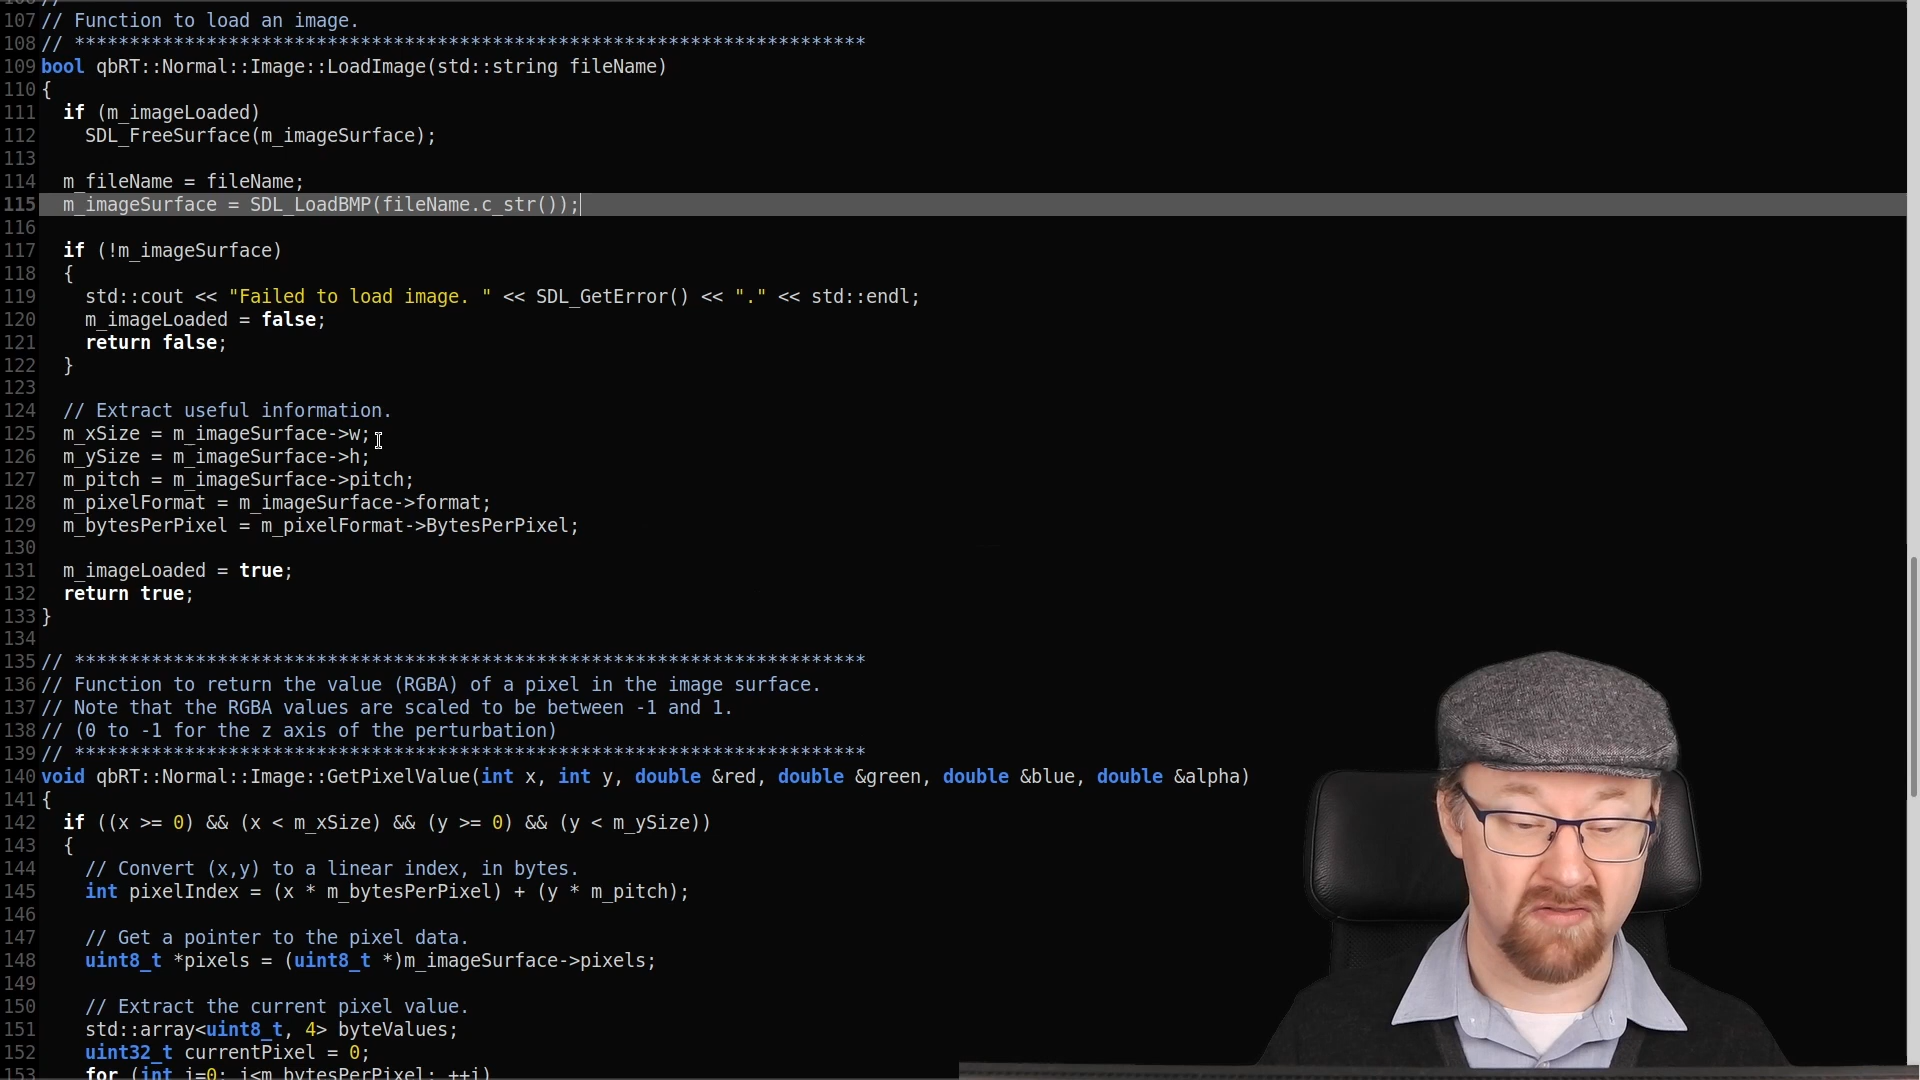 107 // Function to load an image.
108 // ************************************************************************
109 bool qbRT::Normal::Image::LoadImage(std::string fileName)
110 {
111   if (m_imageLoaded)
112     SDL_FreeSurface(m_imageSurface);
113
114   m_fileName = fileName;
115   m_imageSurface = SDL_LoadBMP(fileName.c_str());
116
117   if (!m_imageSurface)
118   {
119     std::cout << "Failed to load image. " << SDL_GetError() << "." << std::endl;
120     m_imageLoaded = false;
121     return false;
122   }
123
124   // Extract useful information.
125   m_xSize = m_imageSurface->w;
126   m_ySize = m_imageSurface->h;
127   m_pitch = m_imageSurface->pitch;
128   m_pixelFormat = m_imageSurface->format;
129   m_bytesPerPixel = m_pixelFormat->BytesPerPixel;
130
131   m_imageLoaded = true;
132   return true;
133 }
134
135 // ************************************************************************
136 // Function to return the value (RGBA) of a pixel in the image surface.
137 // Note that the RGBA values are scaled to be between -1 and 1.
138 // (0 to -1 for the z axis of the perturbation)
139 // ************************************************************************
140 void qbRT::Normal::Image::GetPixelValue(int x, int y, double &red, double &green, double &blue, double &alpha)
141 {
142   if ((x >= 0) && (x < m_xSize) && (y >= 0) && (y < m_ySize))
143   {
144     // Convert (x,y) to a linear index, in bytes.
145     int pixelIndex = (x * m_bytesPerPixel) + (y * m_pitch);
146
147     // Get a pointer to the pixel data.
148     uint8_t *pixels = (uint8_t *)m_imageSurface->pixels;
149
150     // Extract the current pixel value.
151     std::array<uint8_t, 4> byteValues;
152     uint32_t currentPixel = 0;
153     for (int i=0; i<m_bytesPerPixel; ++i)